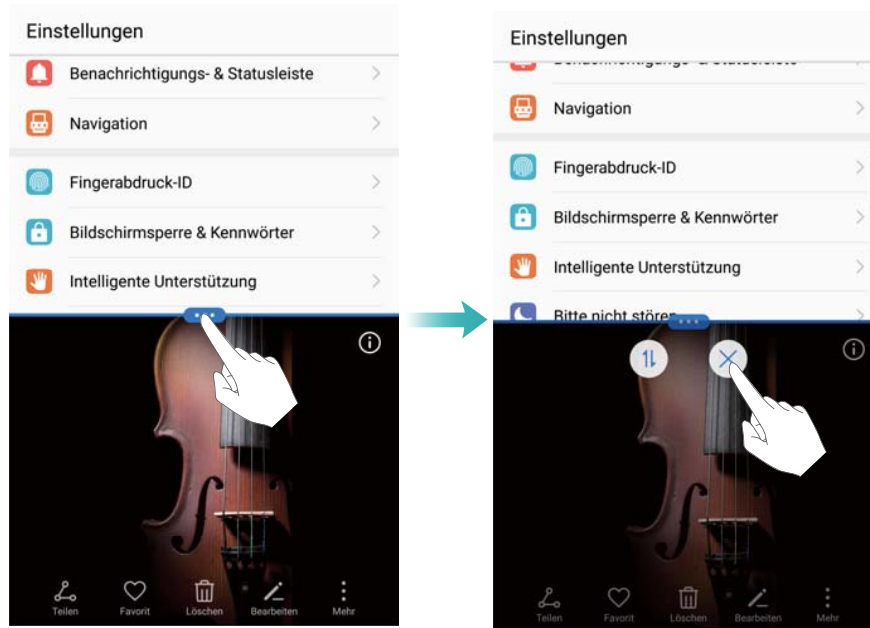 Einstellungen
Benachrichtigungs- & Statusleiste
Navigation
Fingerabdruck-ID
Bildschirmsperre & Kennwörter
Intelligente Unterstützung
Teilen
Favorit
Löschen
Bearbeiten
Mehr
Einstellungen
Navigation
Fingerabdruck-ID
Bildschirmsperre & Kennwörter
Intelligente Unterstützung
Bitte nicht stören
Teilen
Favorit
Löschen
Bearbeiten
Mehr